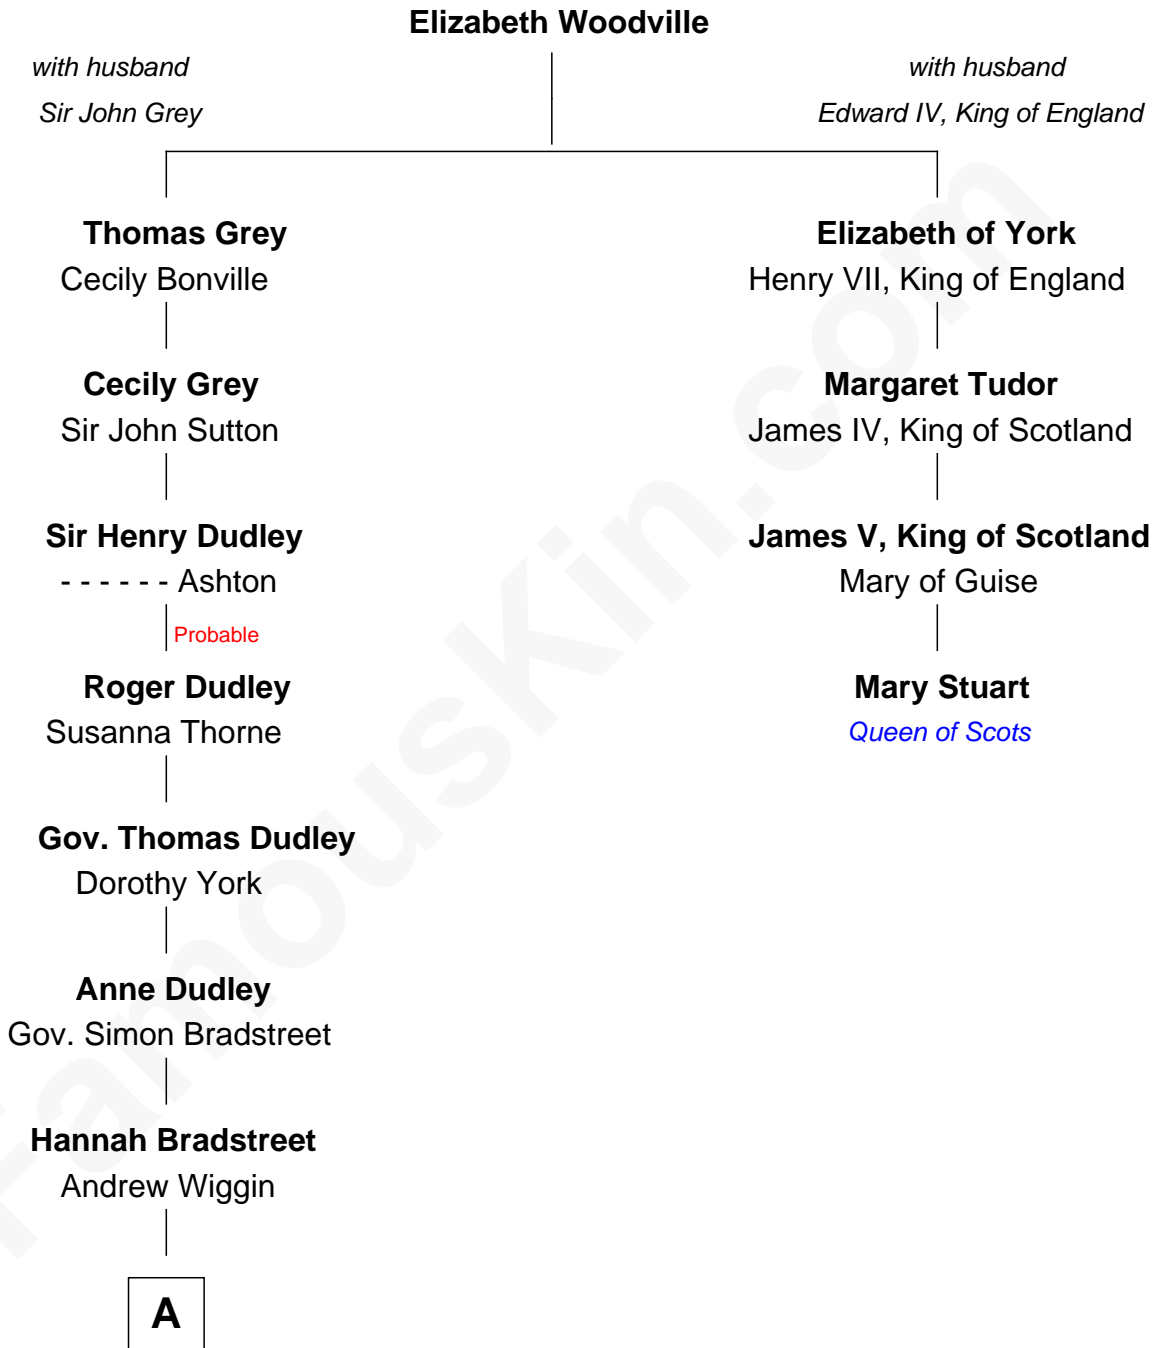 Elizabeth Woodville
with husband
Sir John Grey
with husband
Edward IV, King of England
Thomas Grey
Cecily Bonville
Elizabeth of York
Henry VII, King of England
Cecily Grey
Sir John Sutton
Margaret Tudor
James IV, King of Scotland
Sir Henry Dudley
- - - - - - Ashton
Probable
James V, King of Scotland
Mary of Guise
Roger Dudley
Susanna Thorne
Mary Stuart
Queen of Scots
Gov. Thomas Dudley
Dorothy York
Anne Dudley
Gov. Simon Bradstreet
Hannah Bradstreet
Andrew Wiggin
A
FamousKin.com